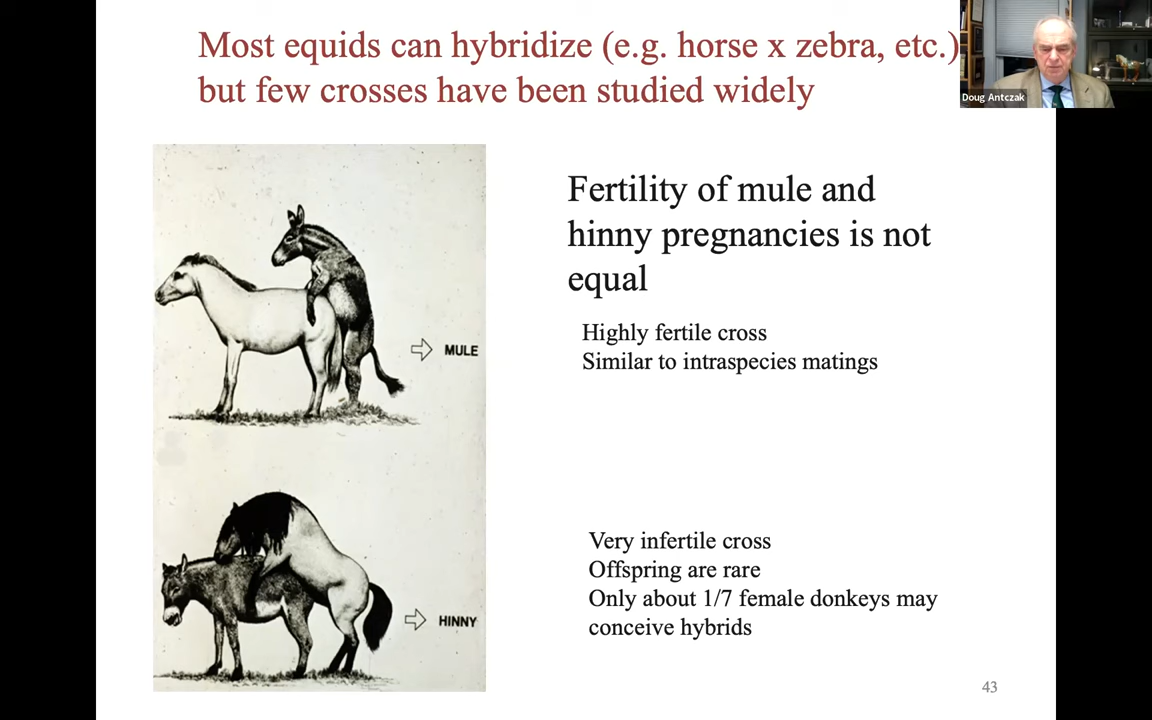 Most equids can hybridize (e.g. horse x zebra, etc.)
but few crosses have been studied widely
Doug Antczak
Fertility of mule and
hinny pregnancies is not
equal
Highly fertile cross
Similar to intraspecies matings
MULE
Very infertile cross
Offspring are rare
Only about 1/7 female donkeys may
conceive hybrids
HINNY
43